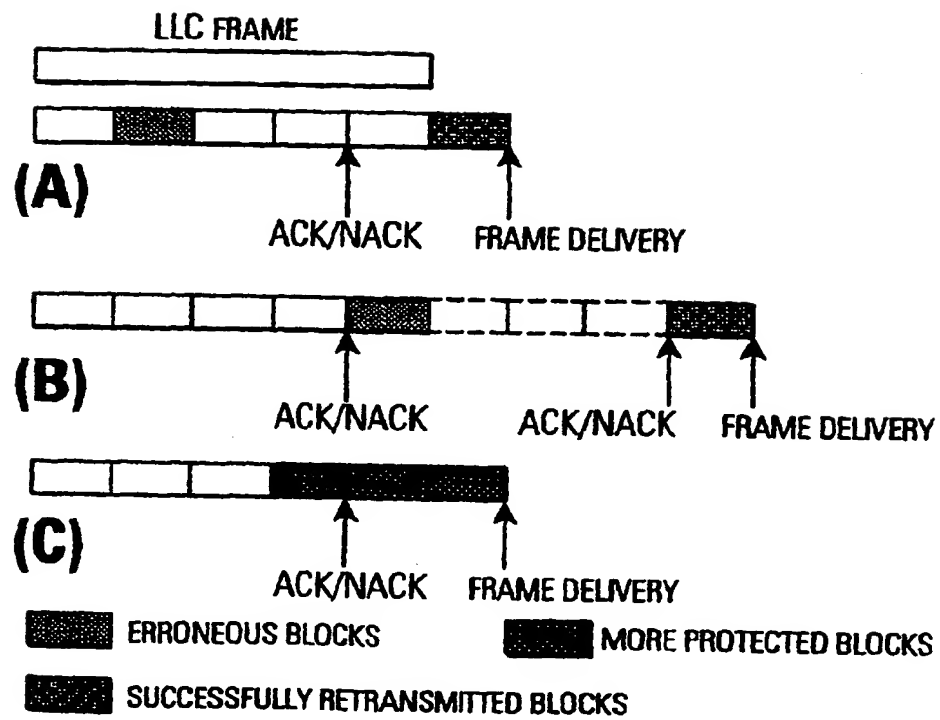 LLC FRAME
(A)
ACK/NACK FRAME DELIVERY
(B)
ACK/NACK ACK/NACK FRAME DELIVERY
(C)
ACK/NACK FRAME DELIVERY
ERRONEOUS BLOCKS MORE PROTECTED BLOCKS
SUCCESSFULLY RETRANSMITTED BLOCKS